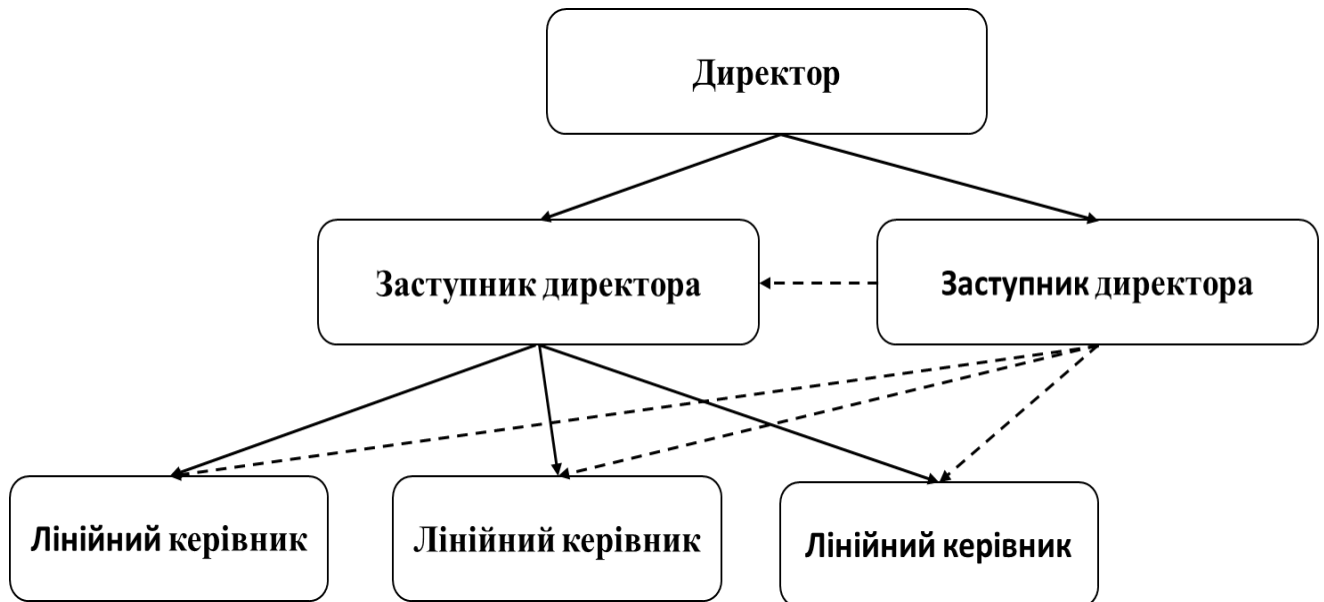 Директор
Заступник директора
Заступник директора
Лінійний керівник
Лінійний керівник
Лінійний керівник